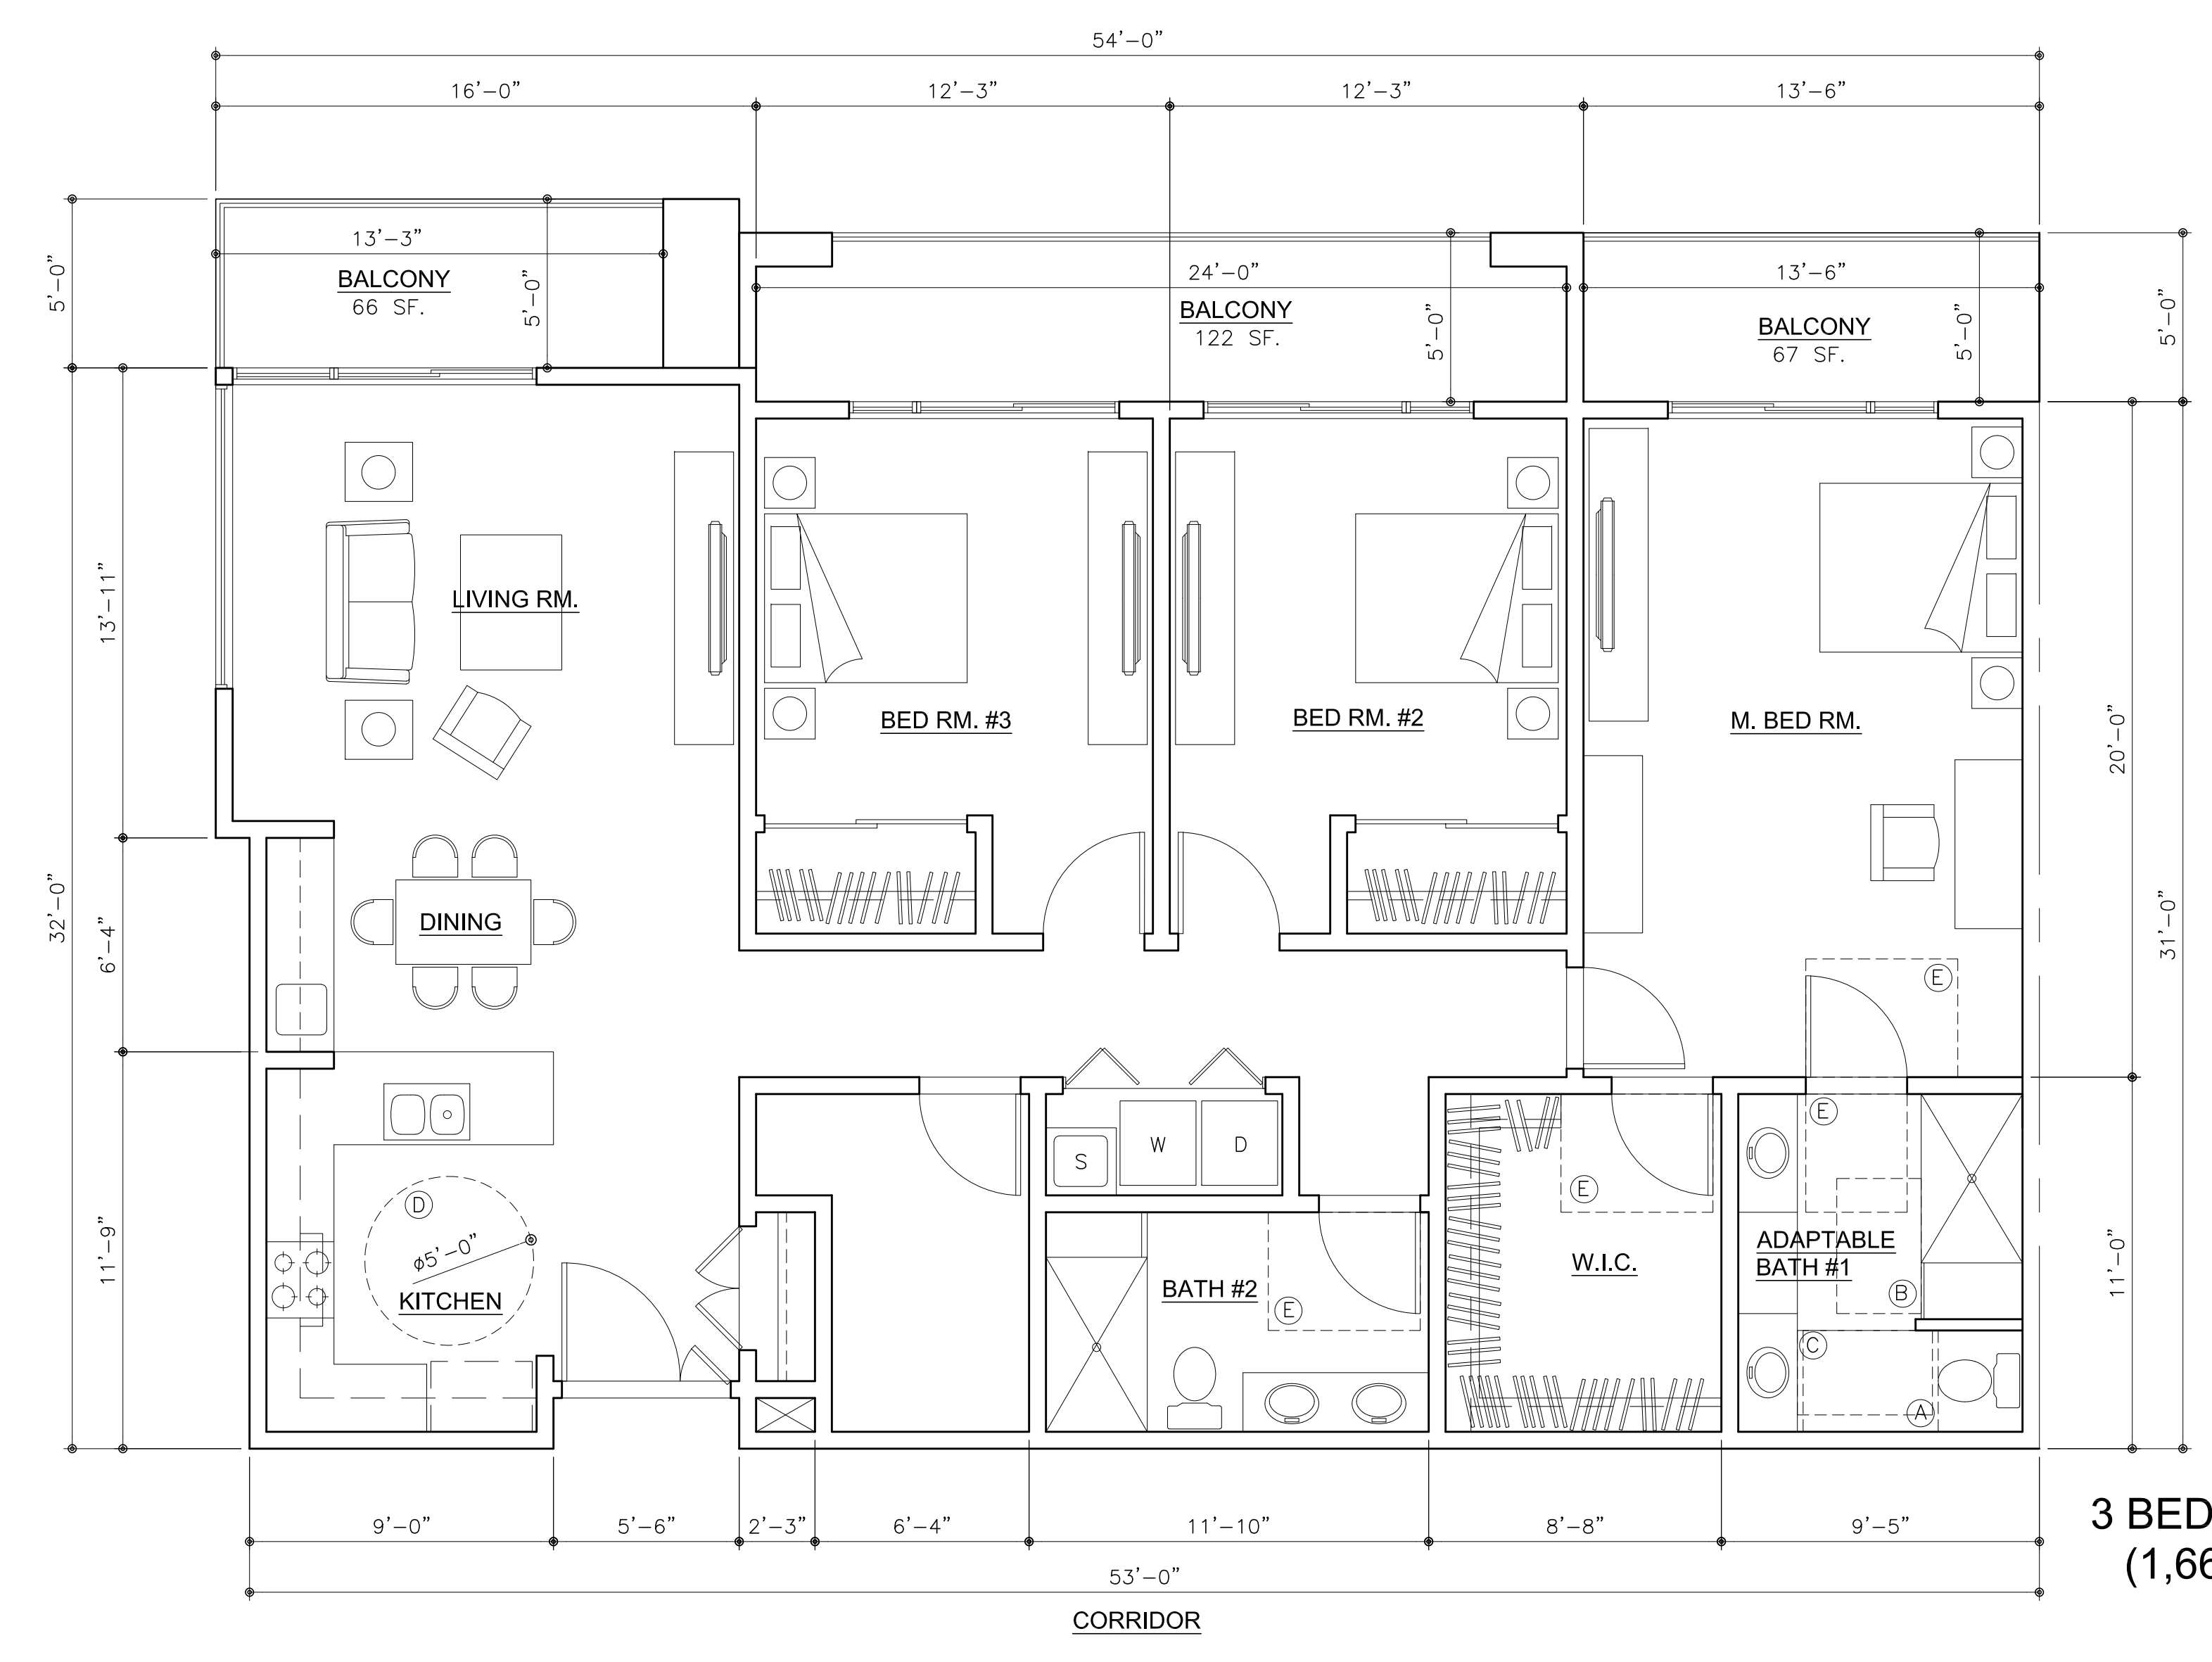 54'-0"
16'-0"
12'-3"
12'-3"
13'-6"
5'-0"
13'-3"
BALCONY
66 SF.
5'-0"
24'-0"
BALCONY
122 SF.
5'-0"
13'-6"
BALCONY
67 SF.
5'-0"
5'-0"
13'-11"
LIVING RM.
BED RM. #3
BED RM. #2
M. BED RM.
20'-0"
32'-0"
6'-4"
DINING
31'-0"
E
E
S
W
D
E
D
ø5'-0"
KITCHEN
11'-9"
BATH #2
E
W.I.C.
ADAPTABLE
BATH #1
B
C
A
11'-0"
9'-0"
5'-6"
2'-3"
6'-4"
11'-10"
8'-8"
9'-5"
53'-0"
CORRIDOR
3 BED
(1,66